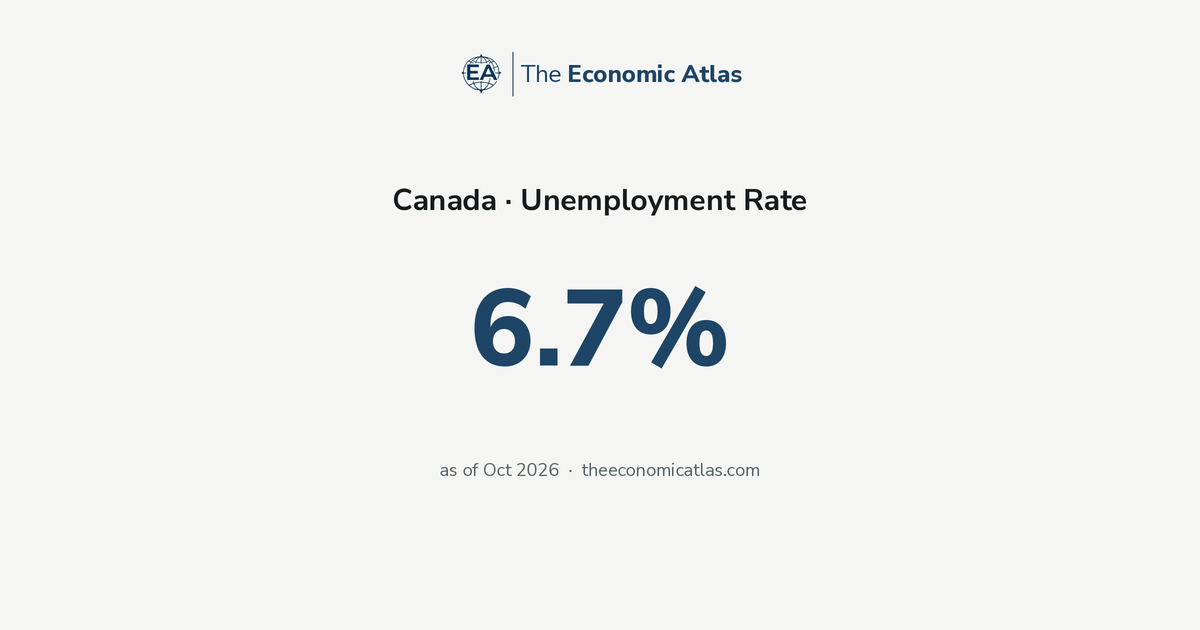 EA The Economic Atlas
Canada · Unemployment Rate
6.7%
as of Oct 2026 · theeconomicatlas.com